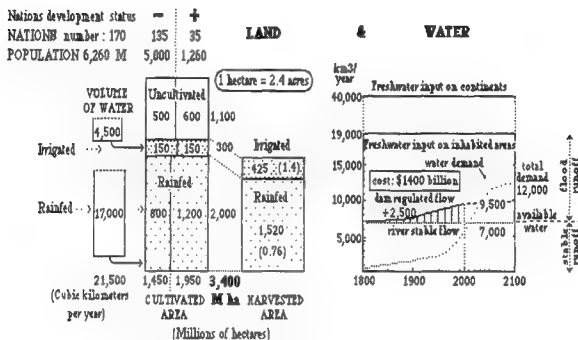 Nations development status − +
NATIONS number : 170 135 35
POPULATION 6,260 M 5,000 1,260
LAND & WATER
1 hectare = 2.4 acres
VOLUME OF WATER
4,500
Irrigated
Rainfed
17,000
21,500
(Cubic kilometers
per year)
Uncultivated
500 600 1,100
150 150 300
Rainfed
800 1,200 2,000
1,450 1,950 3,400
CULTIVATED AREA
M ha
Irrigated
425 (1.4)
Rainfed
1,520
(0.76)
HARVESTED AREA
(Millions of hectares)
km3/
year
40,000
19,000
15,000
10,000
5,000
Freshwater input on continents
Freshwater input on inhabited areas
water demand
cost: $1400 billion
dam regulated flow
+2,500
9,500
river stable flow
7,000
total
demand
12,000
available
water
flood
runoff
stable
runoff
1800 1900 2000 2100